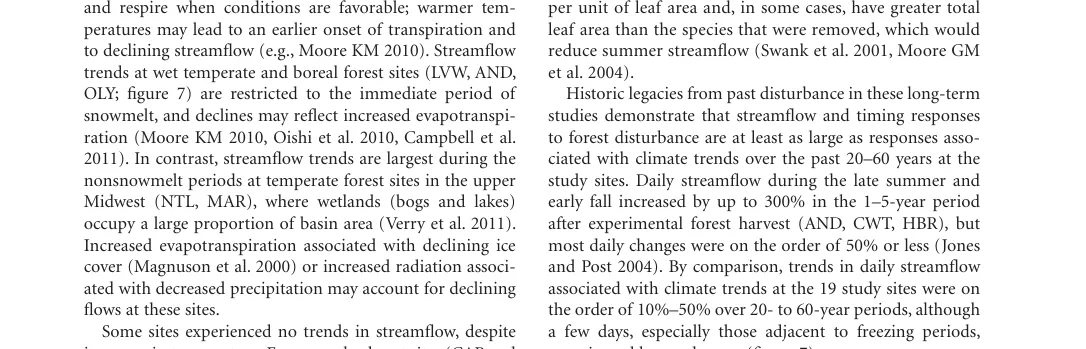 and respire when conditions are favorable; warmer tem-
peratures may lead to an earlier onset of transpiration and
to declining streamflow (e.g., Moore KM 2010). Streamflow
trends at wet temperate and boreal forest sites (LVW, AND,
OLY; figure 7) are restricted to the immediate period of
snowmelt, and declines may reflect increased evapotranspi-
ration (Moore KM 2010, Oishi et al. 2010, Campbell et al.
2011). In contrast, streamflow trends are largest during the
nonsnowmelt periods at temperate forest sites in the upper
Midwest (NTL, MAR), where wetlands (bogs and lakes)
occupy a large proportion of basin area (Verry et al. 2011).
Increased evapotranspiration associated with declining ice
cover (Magnuson et al. 2000) or increased radiation associ-
ated with decreased precipitation may account for declining
flows at these sites.
Some sites experienced no trends in streamflow, despite
per unit of leaf area and, in some cases, have greater total
leaf area than the species that were removed, which would
reduce summer streamflow (Swank et al. 2001, Moore GM
et al. 2004).
Historic legacies from past disturbance in these long-term
studies demonstrate that streamflow and timing responses
to forest disturbance are at least as large as responses asso-
ciated with climate trends over the past 20–60 years at the
study sites. Daily streamflow during the late summer and
early fall increased by up to 300% in the 1–5-year period
after experimental forest harvest (AND, CWT, HBR), but
most daily changes were on the order of 50% or less (Jones
and Post 2004). By comparison, trends in daily streamflow
associated with climate trends at the 19 study sites were on
the order of 10%–50% over 20- to 60-year periods, although
a few days, especially those adjacent to freezing periods,